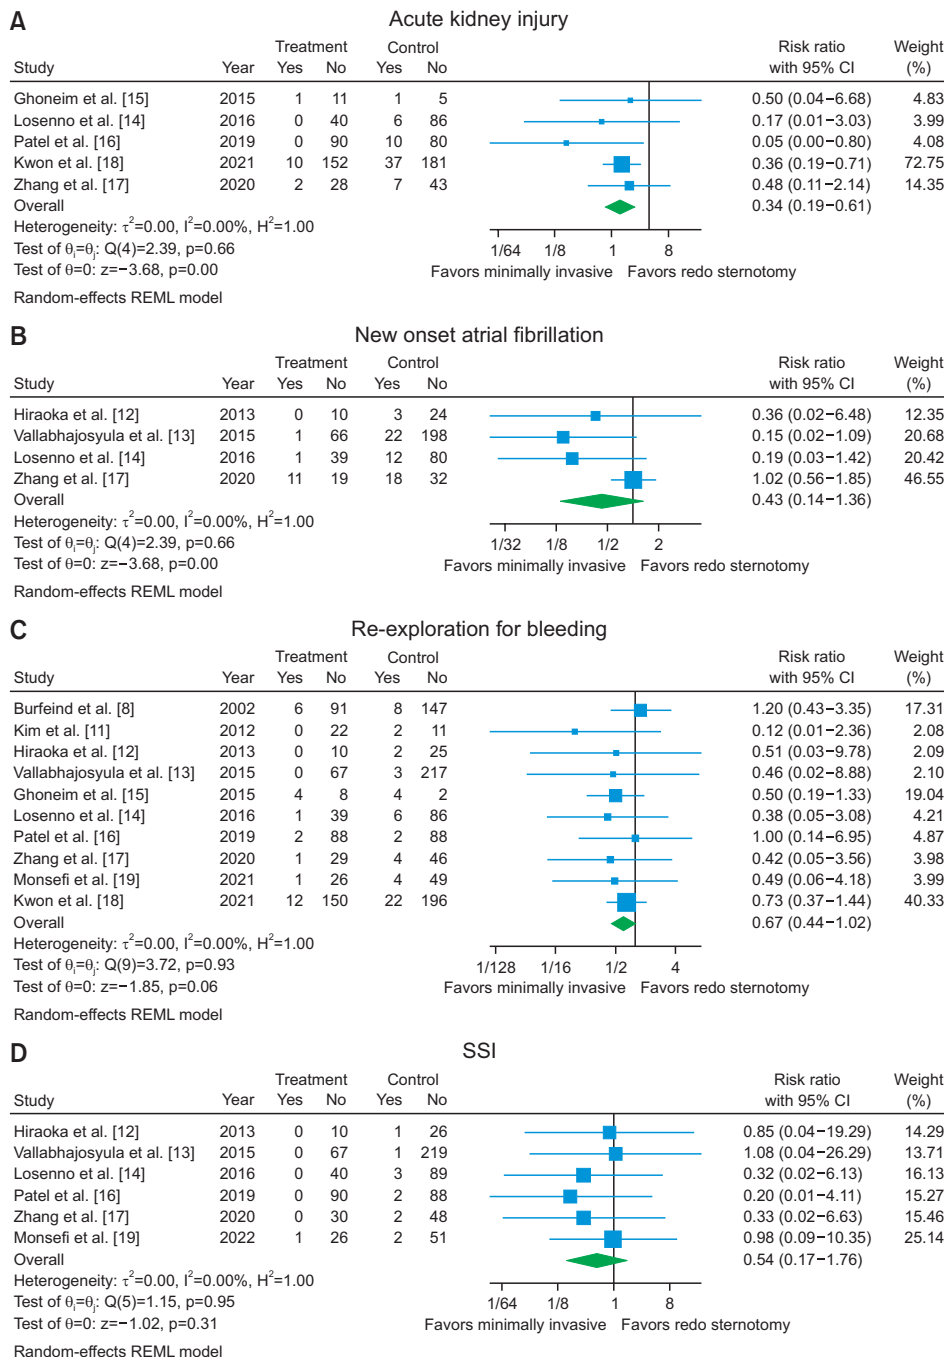 A Acute kidney injury
Treatment Control Risk ratio Weight
Study Year Yes No Yes No with 95% CI (%)
Ghoneim et al. [15] 2015 1 11 1 5 0.50 (0.04−6.68) 4.83
Losenno et al. [14] 2016 0 40 6 86 0.17 (0.01−3.03) 3.99
Patel et al. [16] 2019 0 90 10 80 0.05 (0.00−0.80) 4.08
Kwon et al. [18] 2021 10 152 37 181 0.36 (0.19−0.71) 72.75
Zhang et al. [17] 2020 2 28 7 43 0.48 (0.11−2.14) 14.35
Overall 0.34 (0.19−0.61)
Heterogeneity: τ²=0.00, I²=0.00%, H²=1.00
Test of θᵢ=θⱼ: Q(4)=2.39, p=0.66
Test of θ=0: z=−3.68, p=0.00
1/64 1/8 1 8
Favors minimally invasive Favors redo sternotomy
Random-effects REML model
B New onset atrial fibrillation
Treatment Control Risk ratio Weight
Study Year Yes No Yes No with 95% CI (%)
Hiraoka et al. [12] 2013 0 10 3 24 0.36 (0.02−6.48) 12.35
Vallabhajosyula et al. [13] 2015 1 66 22 198 0.15 (0.02−1.09) 20.68
Losenno et al. [14] 2016 1 39 12 80 0.19 (0.03−1.42) 20.42
Zhang et al. [17] 2020 11 19 18 32 1.02 (0.56−1.85) 46.55
Overall 0.43 (0.14−1.36)
Heterogeneity: τ²=0.00, I²=0.00%, H²=1.00
Test of θᵢ=θⱼ: Q(4)=2.39, p=0.66
Test of θ=0: z=−3.68, p=0.00
1/32 1/8 1/2 2
Favors minimally invasive Favors redo sternotomy
Random-effects REML model
C Re-exploration for bleeding
Treatment Control Risk ratio Weight
Study Year Yes No Yes No with 95% CI (%)
Burfeind et al. [8] 2002 6 91 8 147 1.20 (0.43−3.35) 17.31
Kim et al. [11] 2012 0 22 2 11 0.12 (0.01−2.36) 2.08
Hiraoka et al. [12] 2013 0 10 2 25 0.51 (0.03−9.78) 2.09
Vallabhajosyula et al. [13] 2015 0 67 3 217 0.46 (0.02−8.88) 2.10
Ghoneim et al. [15] 2015 4 8 4 2 0.50 (0.19−1.33) 19.04
Losenno et al. [14] 2016 1 39 6 86 0.38 (0.05−3.08) 4.21
Patel et al. [16] 2019 2 88 2 88 1.00 (0.14−6.95) 4.87
Zhang et al. [17] 2020 1 29 4 46 0.42 (0.05−3.56) 3.98
Monsefi et al. [19] 2021 1 26 4 49 0.49 (0.06−4.18) 3.99
Kwon et al. [18] 2021 12 150 22 196 0.73 (0.37−1.44) 40.33
Overall 0.67 (0.44−1.02)
Heterogeneity: τ²=0.00, I²=0.00%, H²=1.00
Test of θᵢ=θⱼ: Q(9)=3.72, p=0.93
Test of θ=0: z=−1.85, p=0.06
1/128 1/16 1/2 4
Favors minimally invasive Favors redo sternotomy
Random-effects REML model
D SSI
Treatment Control Risk ratio Weight
Study Year Yes No Yes No with 95% CI (%)
Hiraoka et al. [12] 2013 0 10 1 26 0.85 (0.04−19.29) 14.29
Vallabhajosyula et al. [13] 2015 0 67 1 219 1.08 (0.04−26.29) 13.71
Losenno et al. [14] 2016 0 40 3 89 0.32 (0.02−6.13) 16.13
Patel et al. [16] 2019 0 90 2 88 0.20 (0.01−4.11) 15.27
Zhang et al. [17] 2020 0 30 2 48 0.33 (0.02−6.63) 15.46
Monsefi et al. [19] 2022 1 26 2 51 0.98 (0.09−10.35) 25.14
Overall 0.54 (0.17−1.76)
Heterogeneity: τ²=0.00, I²=0.00%, H²=1.00
Test of θᵢ=θⱼ: Q(5)=1.15, p=0.95
Test of θ=0: z=−1.02, p=0.31
1/64 1/8 1 8
Favors minimally invasive Favors redo sternotomy
Random-effects REML model